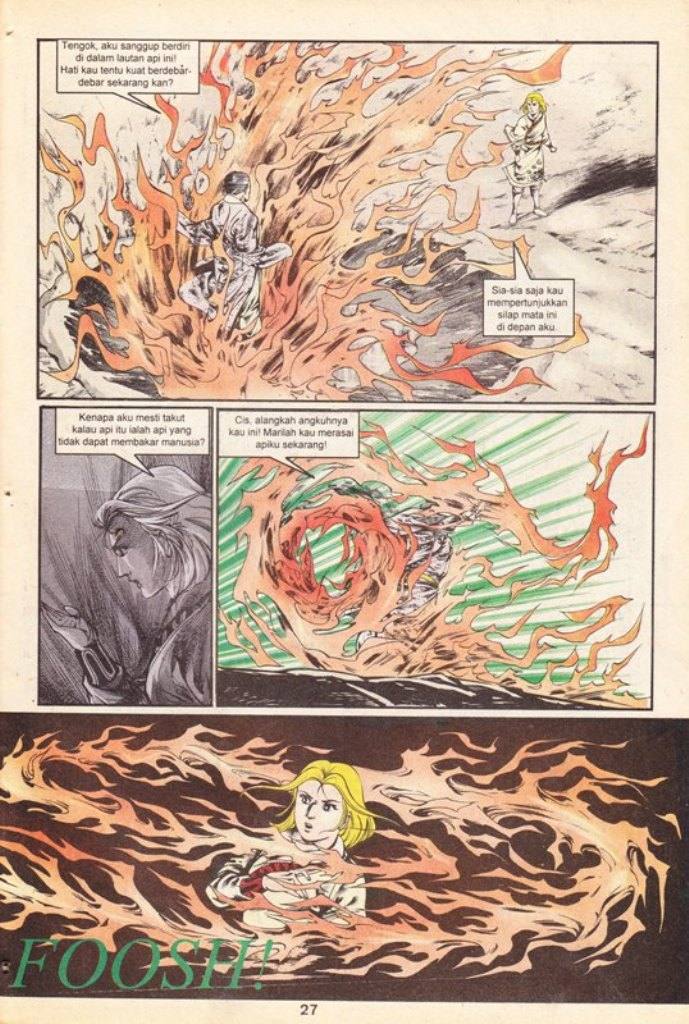 Tengok, aku sanggup berdiri
di dalam lautan api ini!
Hati kau tentu kuat berdebar-
debar sekarang kan?
Sia-sia saja kau
mempertunjukkan
silap mata ini
di depan aku.
Kenapa aku mesti takut
kalau api itu ialah api yang
tidak dapat membakar manusia?
Cis, alangkah angkuhnya
kau ini! Marilah kau merasai
apiku sekarang!
FOOSH!
27